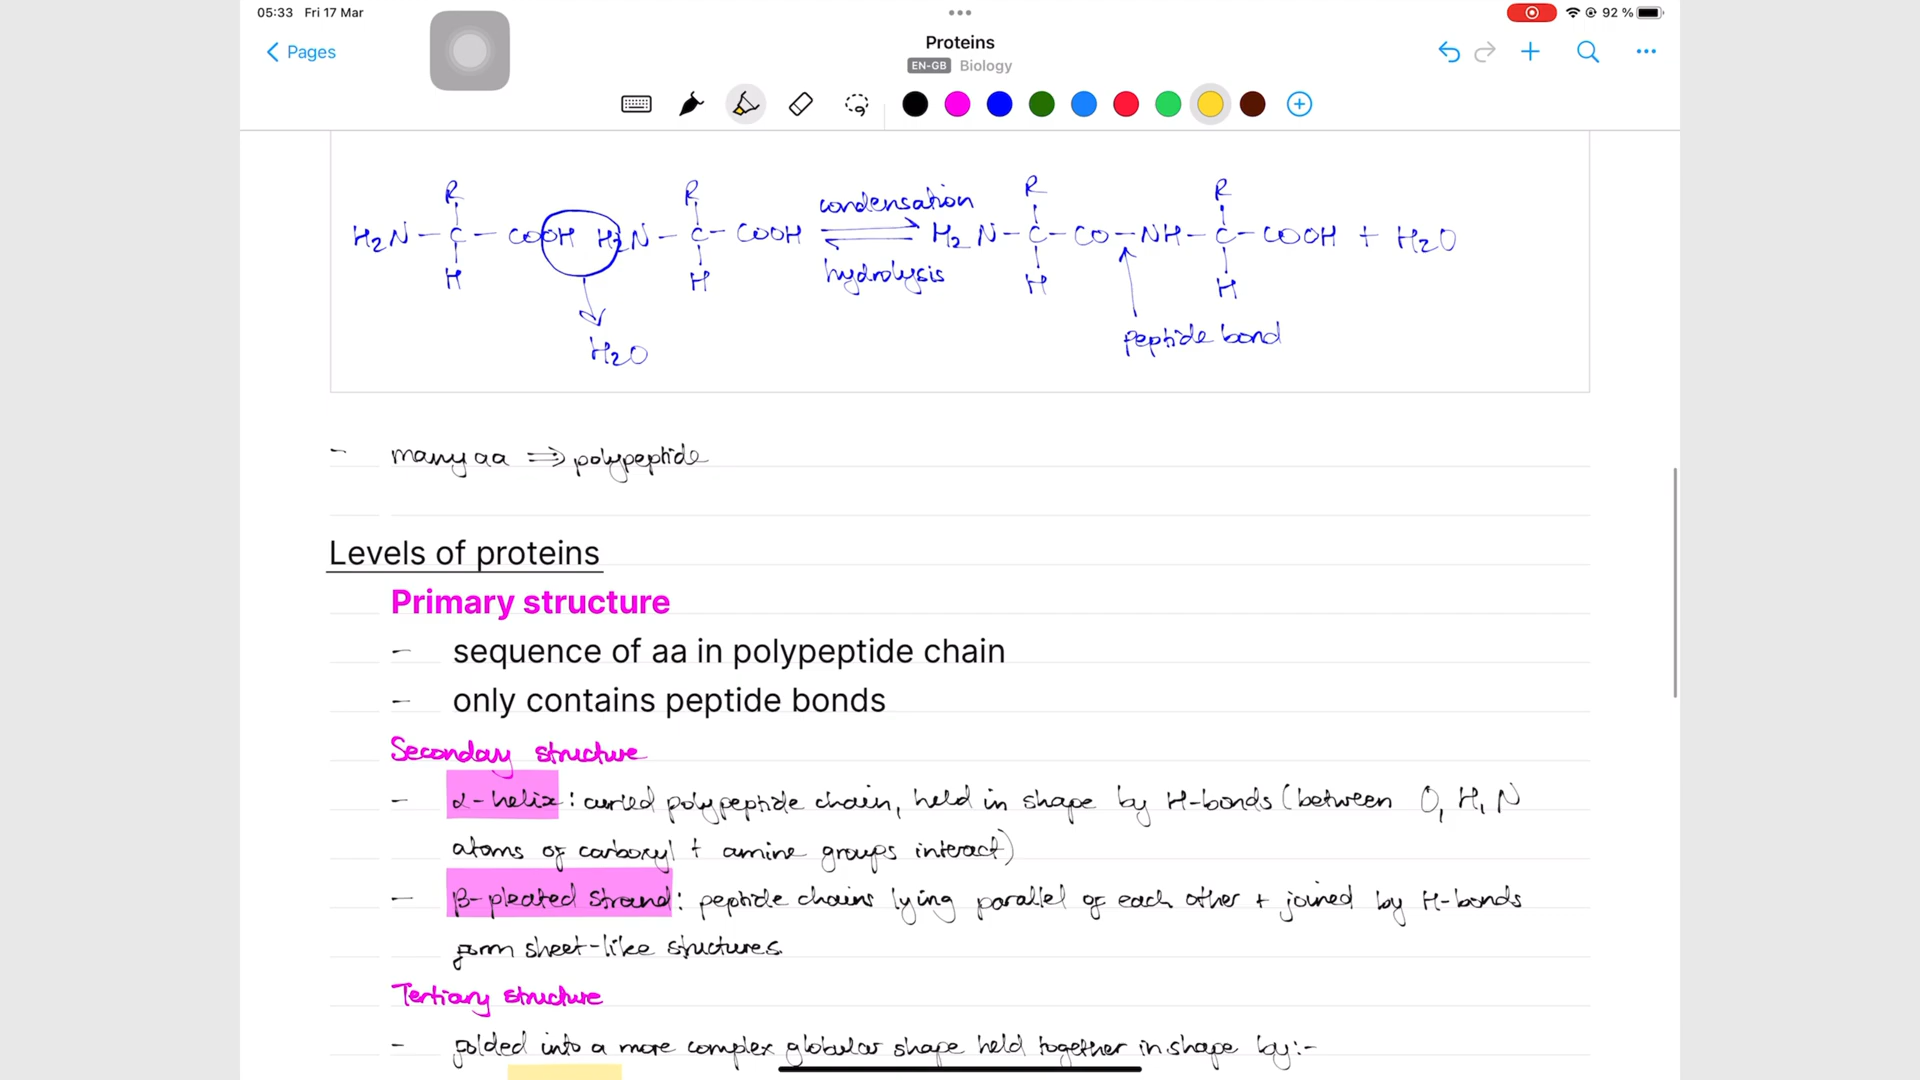 05:33 Fri 17 Mar
92 %
Pages
Proteins
EN-GB Biology
R R R R
H2N - C - COOH H2N - C - COOH condensation H2N - C - CO - NH - C - COOH + H2O
H H hydrolysis H H
H2O peptide bond
- many aa ⇒ polypeptide
Levels of proteins
Primary structure
- sequence of aa in polypeptide chain
- only contains peptide bonds
Seconday structure
- α-helix : curled polypeptide chain, held in shape by H-bonds (between O, H, N
atoms of carboxyl + amine groups interact)
- β-pleated strand : peptide chains lying parallel of each other + joined by H-bonds
form sheet-like structures.
Tertiary structure
- folded into a more complex globular shape held together in shape by:-